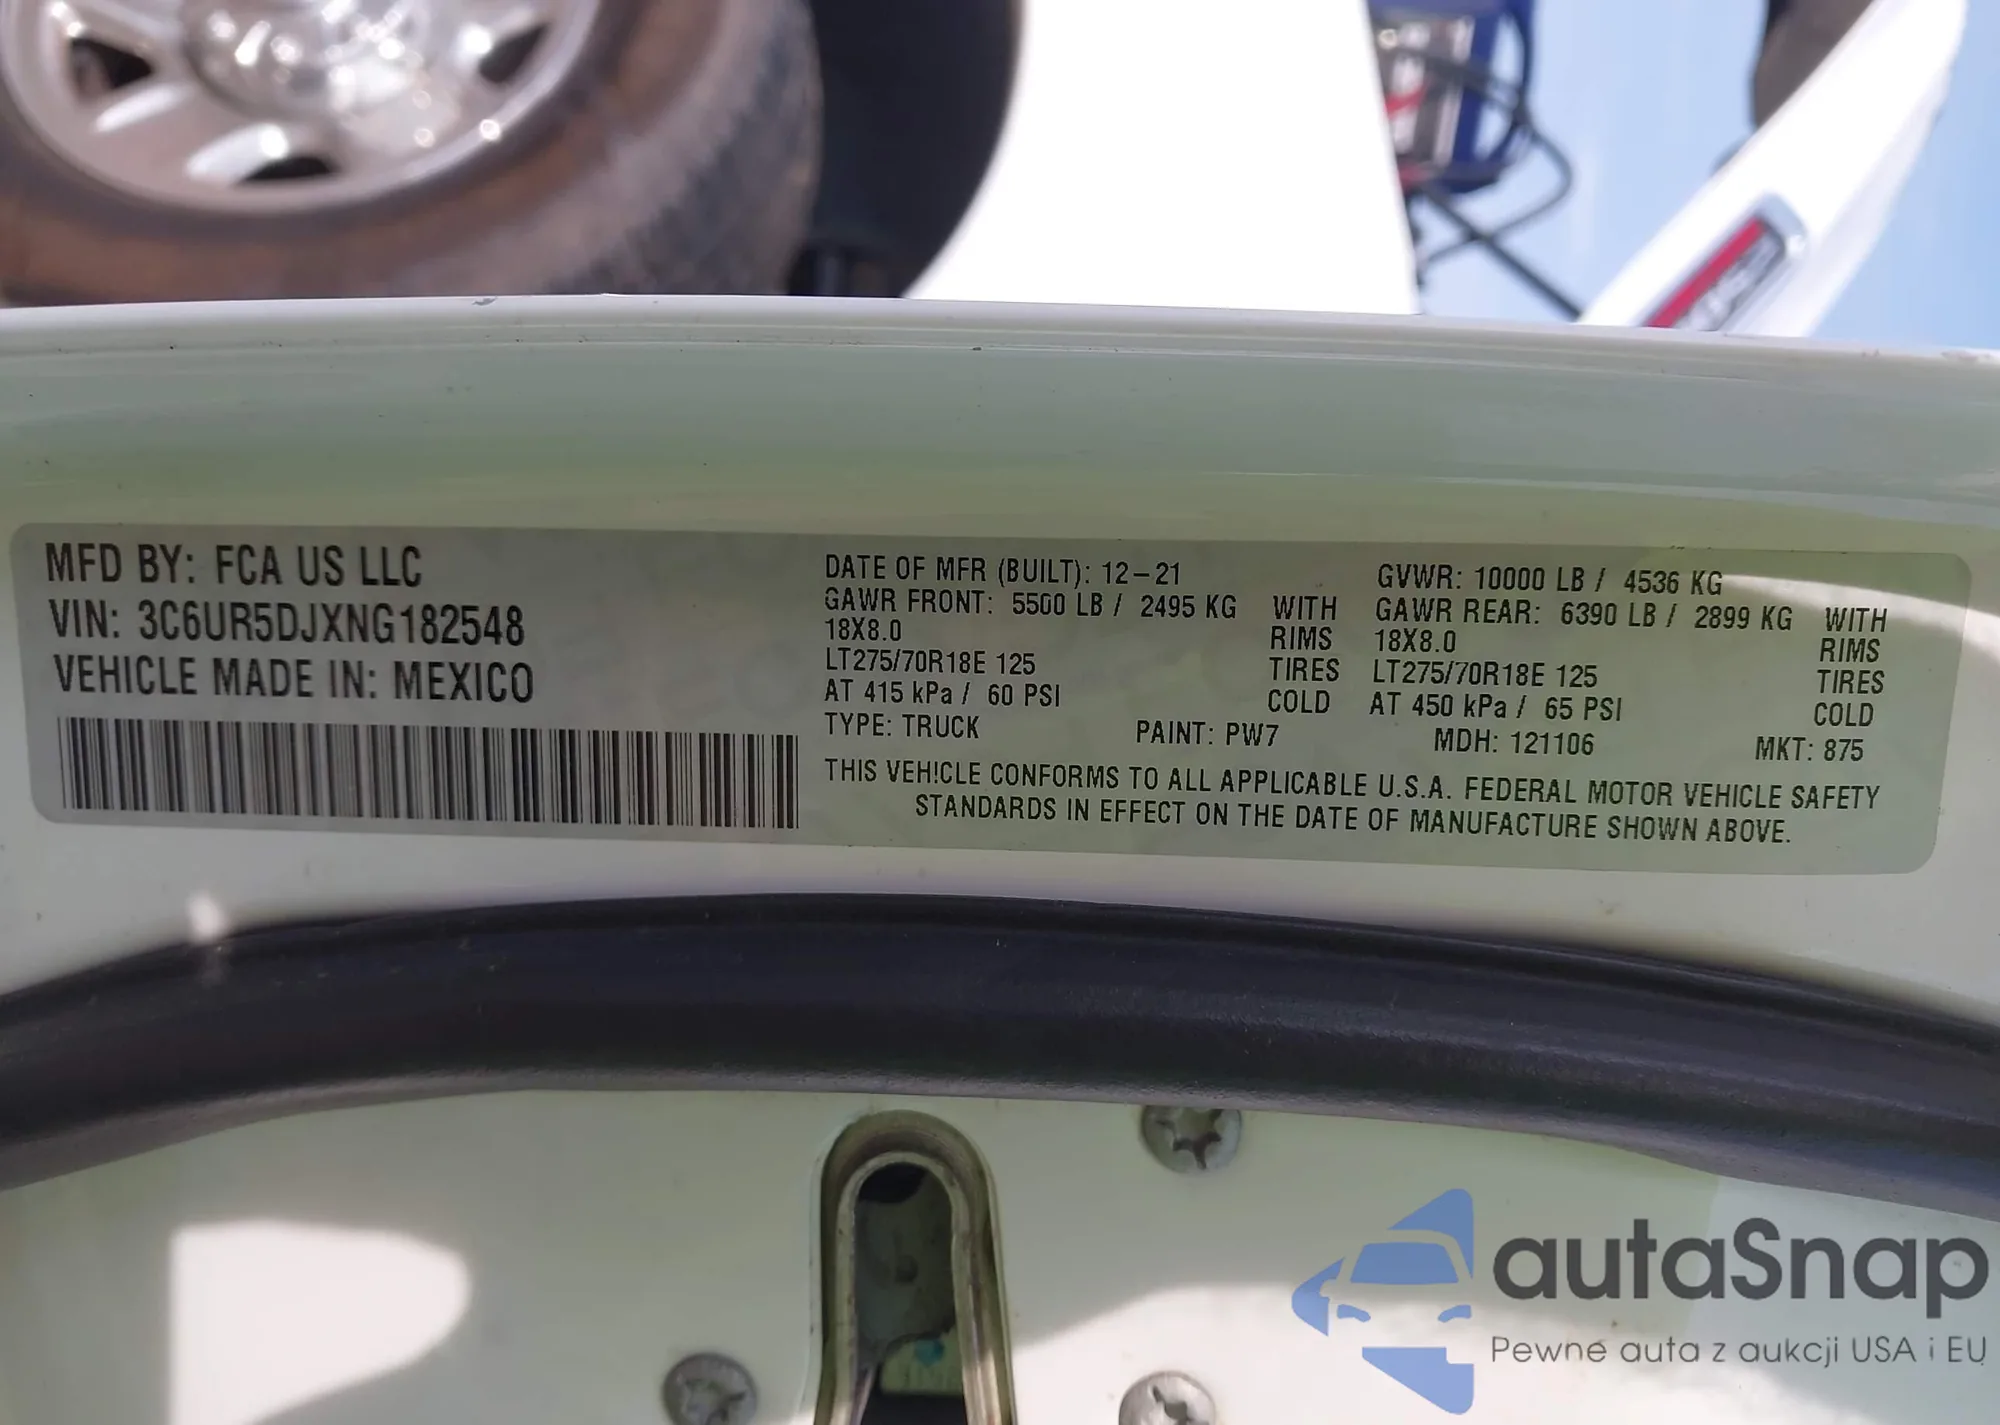 MFD BY: FCA US LLC
VIN: 3C6UR5DJXNG182548
VEHICLE MADE IN: MEXICO
DATE OF MFR (BUILT): 12-21
GAWR FRONT: 5500 LB / 2495 KG WITH
18X8.0 RIMS
LT275/70R18E 125 TIRES
AT 415 kPa / 60 PSI COLD
GVWR: 10000 LB / 4536 KG
GAWR REAR: 6390 LB / 2899 KG WITH
18X8.0 RIMS
LT275/70R18E 125 TIRES
AT 450 kPa / 65 PSI COLD
TYPE: TRUCK PAINT: PW7 MDH: 121106 MKT: 875
THIS VEHICLE CONFORMS TO ALL APPLICABLE U.S.A. FEDERAL MOTOR VEHICLE SAFETY
STANDARDS IN EFFECT ON THE DATE OF MANUFACTURE SHOWN ABOVE.
autaSnap
Pewne auta z aukcji USA i EU